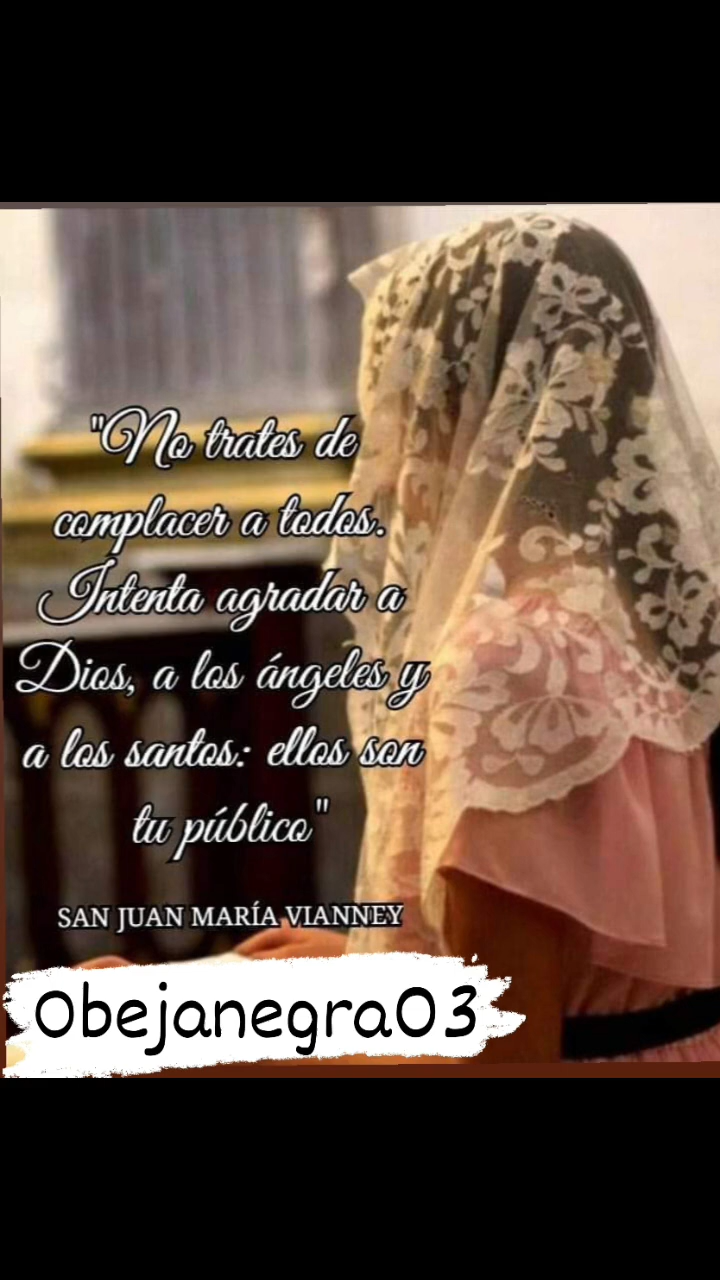 "No trates de
complacer a todos.
Intenta agradar a
Dios, a los ángeles y
a los santos: ellos son
tu público"
SAN JUAN MARÍA VIANNEY
Obejanegra03